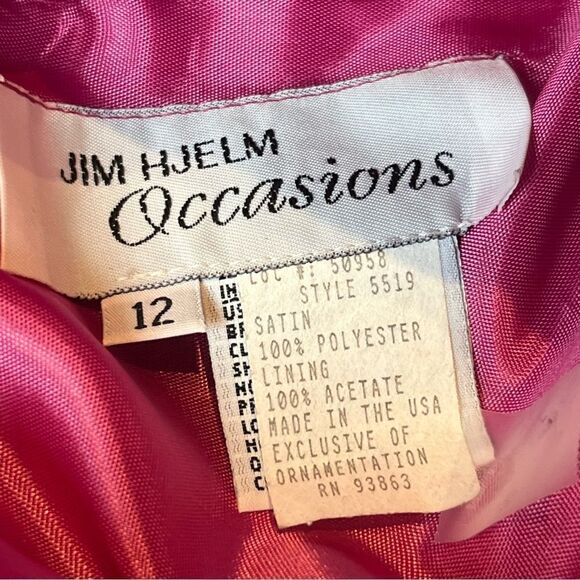 JIM HJELM
Occasions
12
LOC #: 50958
STYLE 5519
SATIN
100% POLYESTER
LINING
100% ACETATE
MADE IN THE USA
EXCLUSIVE OF
ORNAMENTATION
RN 93863